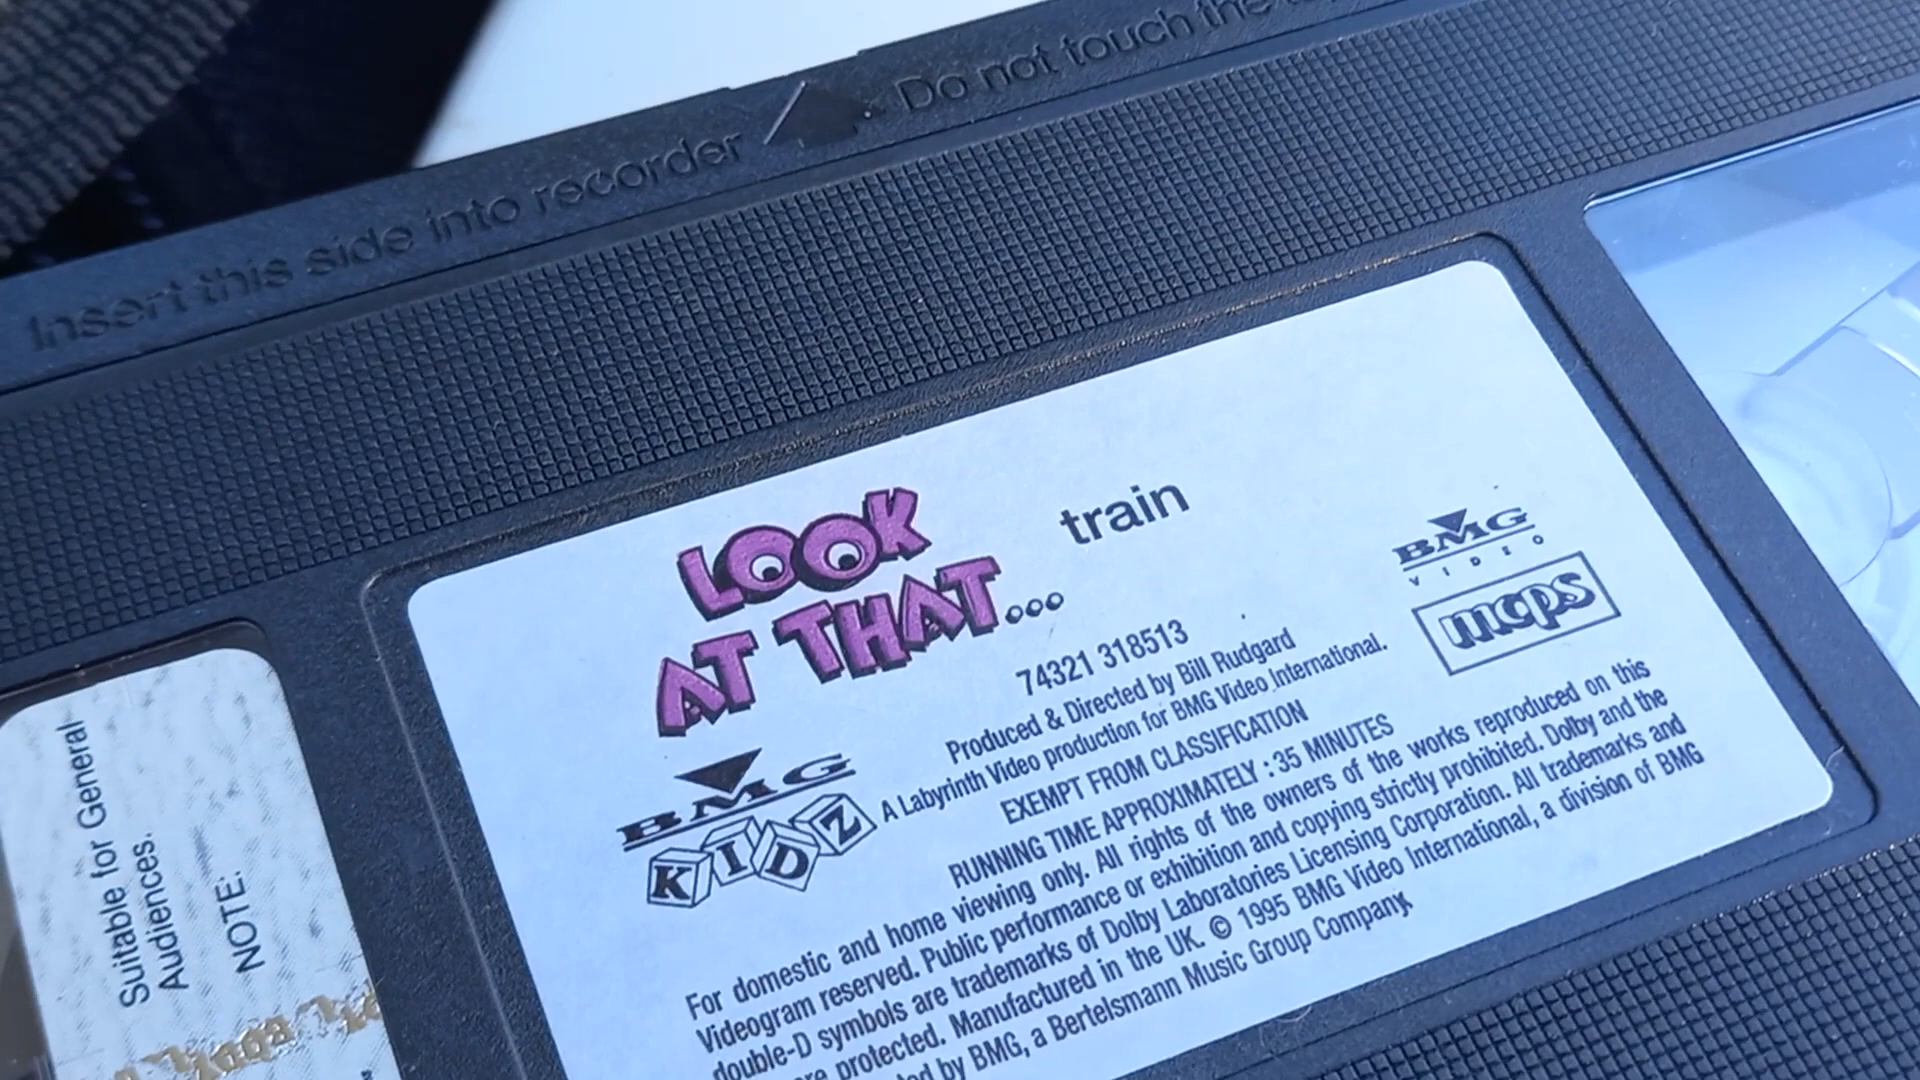 Insert this side into recorder Do not touch the
LOOK
AT THAT... train
74321 318513
Produced & Directed by Bill Rudgard
A Labyrinth Video production for BMG Video International.
EXEMPT FROM CLASSIFICATION
RUNNING TIME APPROXIMATELY : 35 MINUTES
BMG
KIDZ
BMG
VIDEO
mcps
For domestic and home viewing only. All rights of the owners of the works reproduced on this
Videogram reserved. Public performance or exhibition and copying strictly prohibited. Dolby and the
double-D symbols are trademarks of Dolby Laboratories Licensing Corporation. All trademarks and
protected. Manufactured in the UK. © 1995 BMG Video International, a division of BMG
by BMG, a Bertelsmann Music Group Company.
Suitable for General
Audiences.
NOTE: